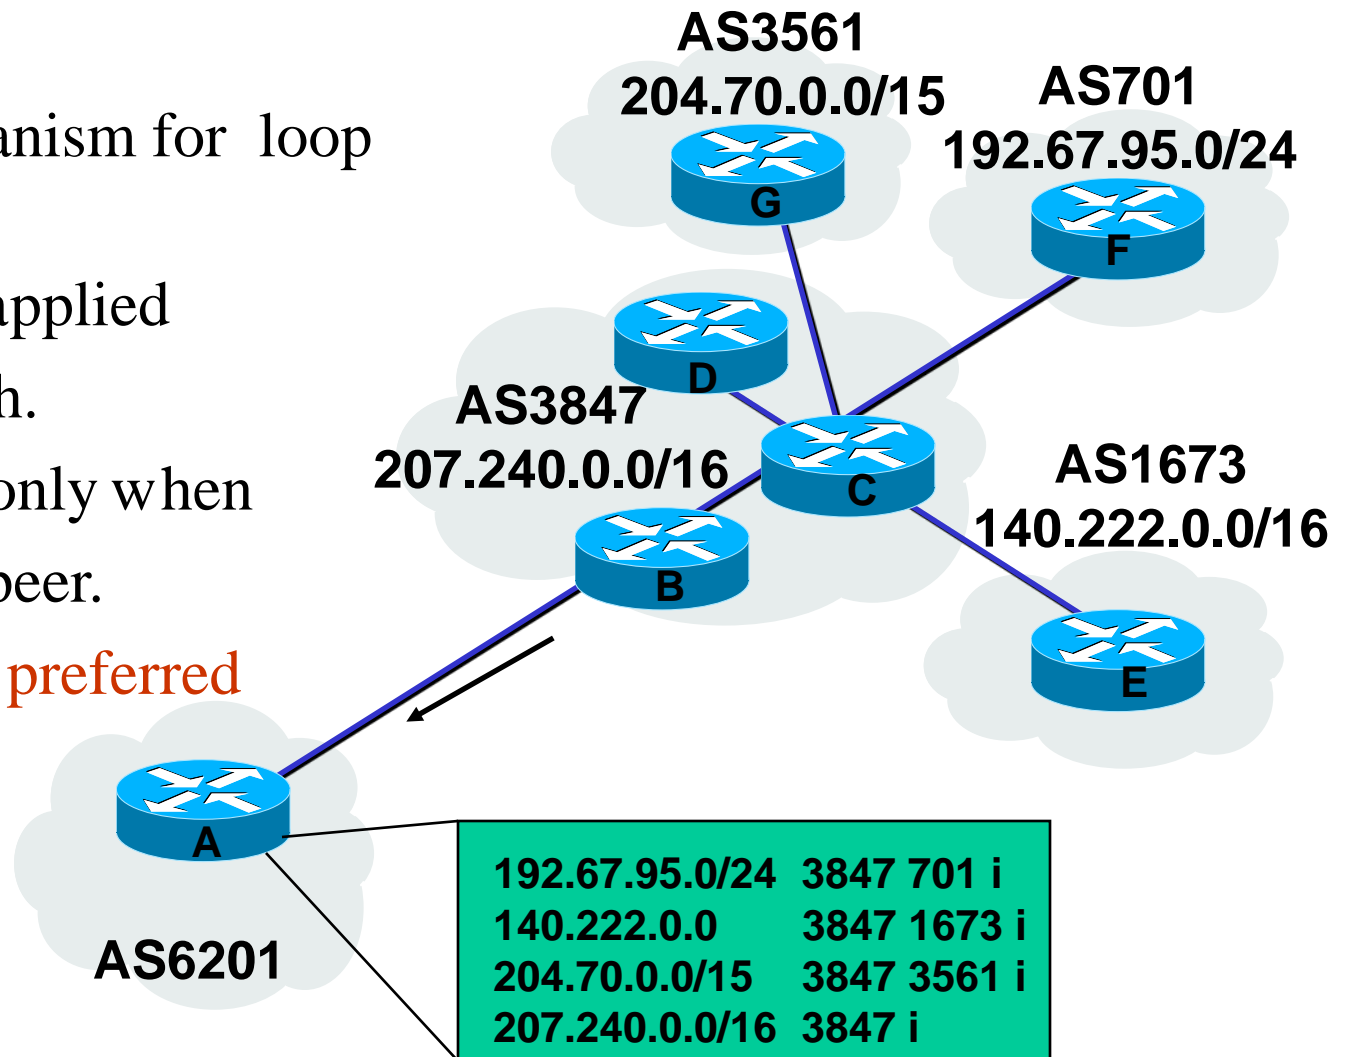 anism for loop
applied
h.
only when
peer.
preferred
AS3561
204.70.0.0/15
AS701
192.67.95.0/24
G
F
D
AS3847
207.240.0.0/16
C
B
AS1673
140.222.0.0/16
E
A
AS6201
192.67.95.0/24 3847 701 i
140.222.0.0 3847 1673 i
204.70.0.0/15 3847 3561 i
207.240.0.0/16 3847 i